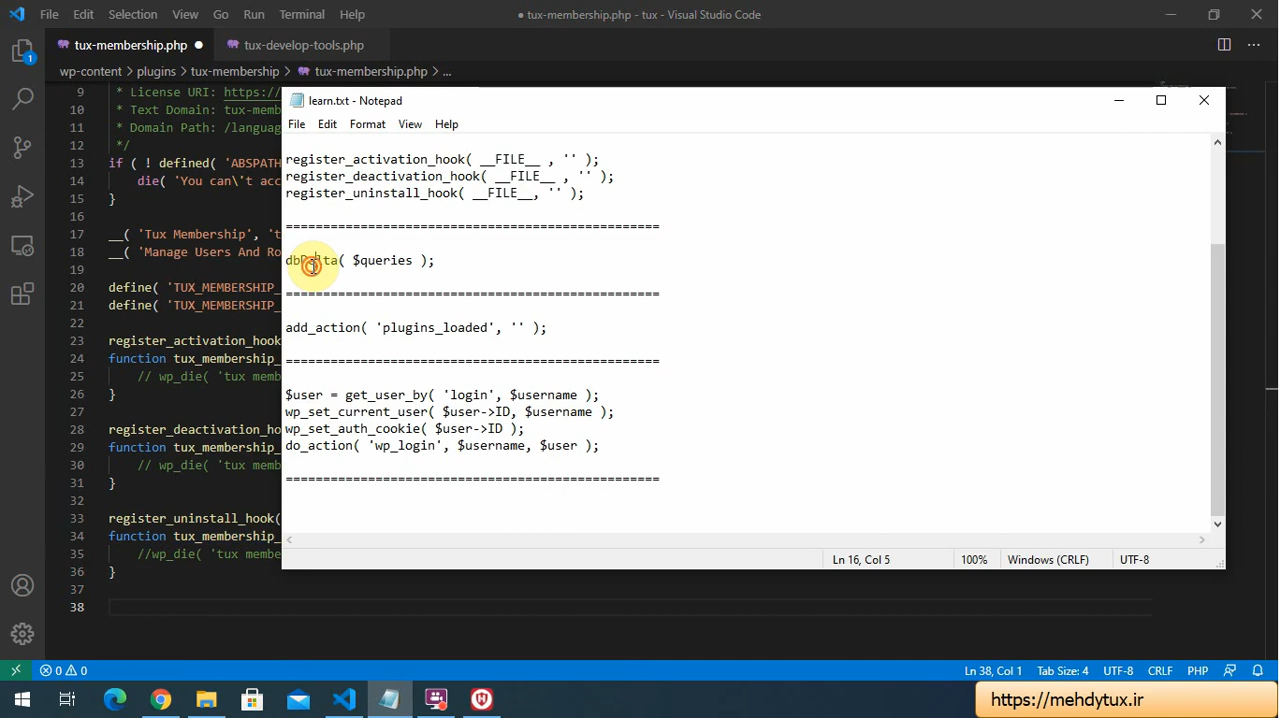 File Edit Selection View Go Run Terminal Help
● tux-membership.php - tux - Visual Studio Code
tux-membership.php ● tux-develop-tools.php
wp-content > plugins > tux-membership > tux-membership.php > ...
9 * License URI: https://
10 * Text Domain: tux-memb
11 * Domain Path: /languag
12 */
13 if ( ! defined( 'ABSPATH
14 die( 'You can\'t acc
15 }
16
17 __( 'Tux Membership', 't
18 __( 'Manage Users And Ro
19
20 define( 'TUX_MEMBERSHIP_
21 define( 'TUX_MEMBERSHIP_
22
23 register_activation_hook
24 function tux_membership_
25 // wp_die( 'tux memb
26 }
27
28 register_deactivation_ho
29 function tux_membership_
30 // wp_die( 'tux memb
31 }
32
33 register_uninstall_hook(
34 function tux_membership_
35 //wp_die( 'tux membe
36 }
37
38
learn.txt - Notepad
File Edit Format View Help
register_activation_hook( __FILE__ , '' );
register_deactivation_hook( __FILE__ , '' );
register_uninstall_hook( __FILE__, '' );
==================================================
dbDelta( $queries );
==================================================
add_action( 'plugins_loaded', '' );
==================================================
$user = get_user_by( 'login', $username );
wp_set_current_user( $user->ID, $username );
wp_set_auth_cookie( $user->ID );
do_action( 'wp_login', $username, $user );
==================================================
Ln 16, Col 5 100% Windows (CRLF) UTF-8
1
0 0 Ln 38, Col 1 Tab Size: 4 UTF-8 CRLF PHP
https://mehdytux.ir